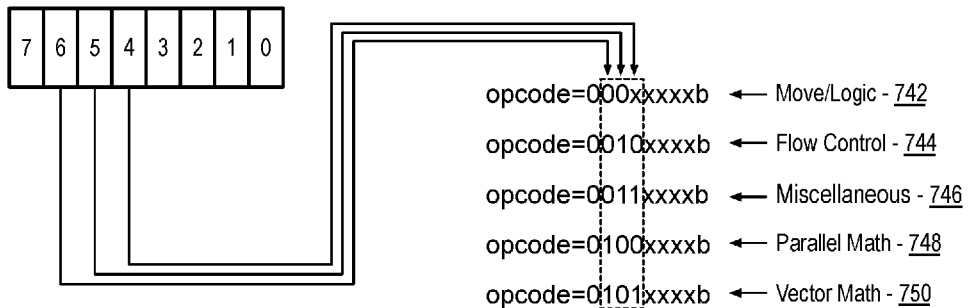 7 6 5 4 3 2 1 0
opcode=000xxxxxb Move/Logic - 742
opcode=0010xxxxb Flow Control - 744
opcode=0011xxxxb Miscellaneous - 746
opcode=0100xxxxb Parallel Math - 748
opcode=0101xxxxb Vector Math - 750